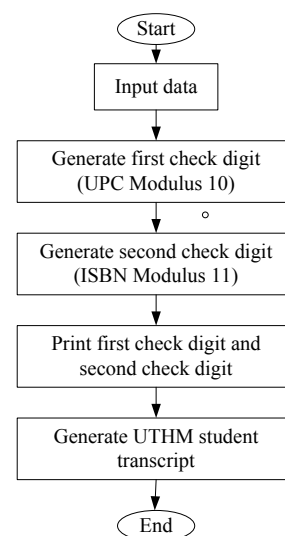 Start
Input data
Generate first check digit
(UPC Modulus 10)
Generate second check digit
(ISBN Modulus 11)
Print first check digit and
second check digit
Generate UTHM student
transcript
End